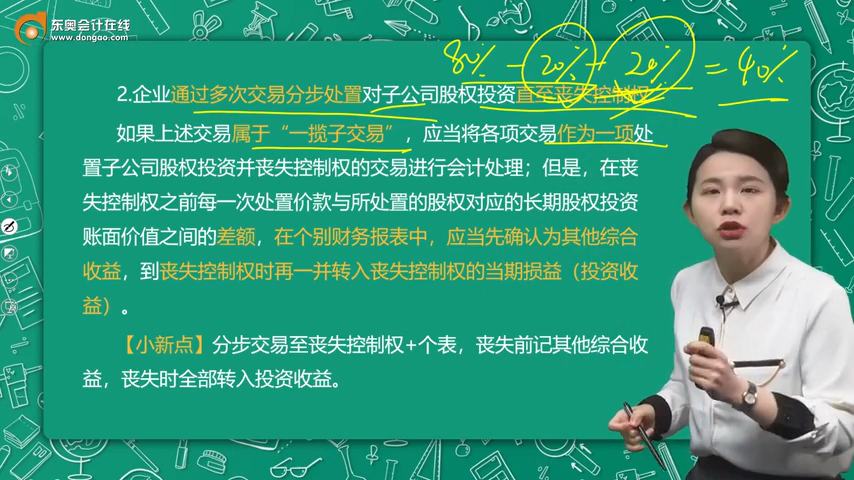 东奥会计在线
www.dongao.com
80% - 20% - 20% = 40%
2.企业通过多次交易分步处置对子公司股权投资直至丧失控制权
如果上述交易属于“一揽子交易”，应当将各项交易作为一项处
置子公司股权投资并丧失控制权的交易进行会计处理；但是，在丧
失控制权之前每一次处置价款与所处置的股权对应的长期股权投资
账面价值之间的差额，在个别财务报表中，应当先确认为其他综合
收益，到丧失控制权时再一并转入丧失控制权的当期损益（投资收
益）。
【小新点】分步交易至丧失控制权+个表，丧失前记其他综合收
益，丧失时全部转入投资收益。